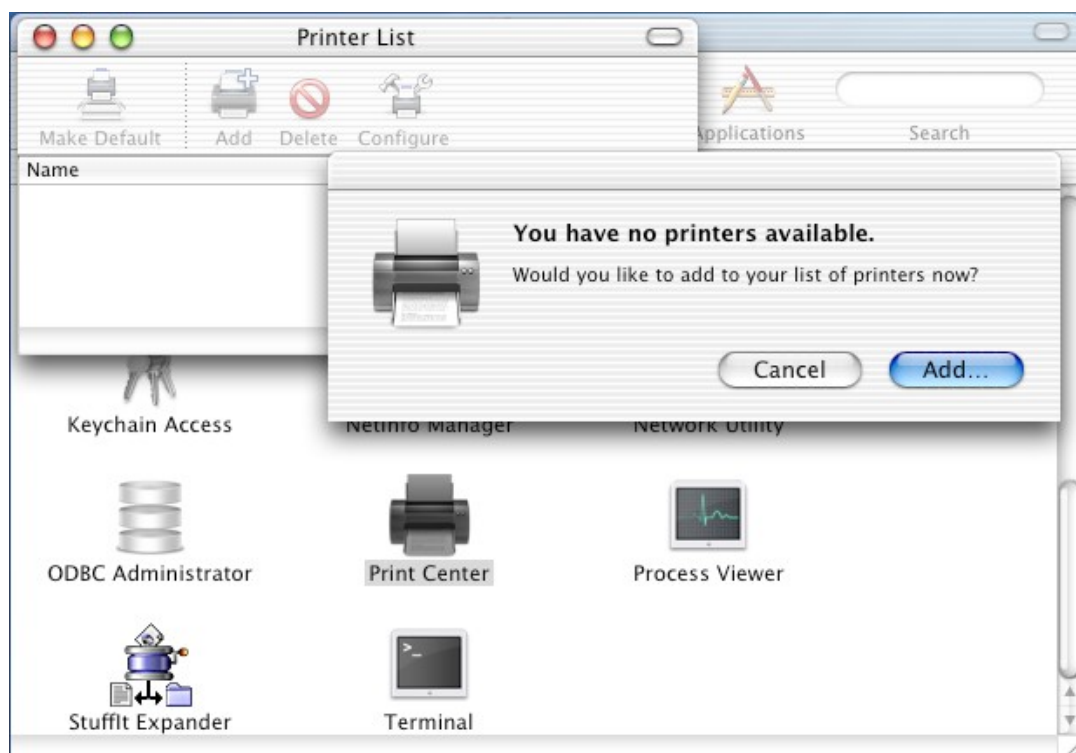 Printer List
Make Default
Add
Delete
Configure
Applications
Search
Name
You have no printers available.
Would you like to add to your list of printers now?
Cancel
Add...
Keychain Access
NetInfo Manager
Network Utility
ODBC Administrator
Print Center
Process Viewer
>_
StuffIt Expander
Terminal